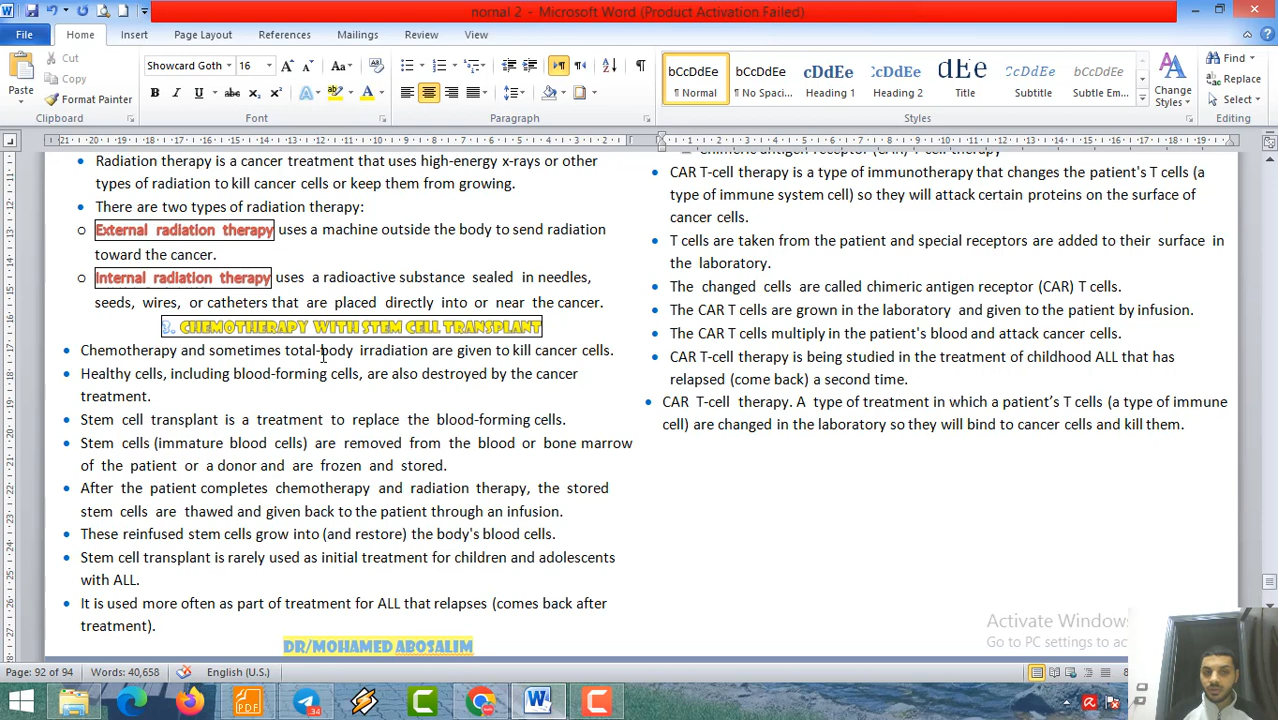 nomal 2 - Microsoft Word (Product Activation Failed)
File
Home
Insert
Page Layout
References
Mailings
Review
View
Paste
Cut
Copy
Format Painter
Clipboard
Showcard Goth
16
Aa
B I U abc x₂ x² A A
Font
Paragraph
bCcDdEe
¶ Normal
bCcDdEe
¶ No Spaci...
cDdEe
Heading 1
cDdEe
Heading 2
dEe
Title
CcDdEe
Subtitle
bCcDdEe
Subtle Em...
Styles
Change
Styles
Find
Replace
Select
Editing
Radiation therapy is a cancer treatment that uses high-energy x-rays or other
types of radiation to kill cancer cells or keep them from growing.
There are two types of radiation therapy:
External radiation therapy uses a machine outside the body to send radiation
toward the cancer.
Internal radiation therapy uses a radioactive substance sealed in needles,
seeds, wires, or catheters that are placed directly into or near the cancer.
3. CHEMOTHERAPY WITH STEM CELL TRANSPLANT
Chemotherapy and sometimes total-body irradiation are given to kill cancer cells.
Healthy cells, including blood-forming cells, are also destroyed by the cancer
treatment.
Stem cell transplant is a treatment to replace the blood-forming cells.
Stem cells (immature blood cells) are removed from the blood or bone marrow
of the patient or a donor and are frozen and stored.
After the patient completes chemotherapy and radiation therapy, the stored
stem cells are thawed and given back to the patient through an infusion.
These reinfused stem cells grow into (and restore) the body's blood cells.
Stem cell transplant is rarely used as initial treatment for children and adolescents
with ALL.
It is used more often as part of treatment for ALL that relapses (comes back after
treatment).
DR/MOHAMED ABOSALIM
CAR T-cell therapy is a type of immunotherapy that changes the patient's T cells (a
type of immune system cell) so they will attack certain proteins on the surface of
cancer cells.
T cells are taken from the patient and special receptors are added to their surface in
the laboratory.
The changed cells are called chimeric antigen receptor (CAR) T cells.
The CAR T cells are grown in the laboratory and given to the patient by infusion.
The CAR T cells multiply in the patient's blood and attack cancer cells.
CAR T-cell therapy is being studied in the treatment of childhood ALL that has
relapsed (come back) a second time.
CAR T-cell therapy. A type of treatment in which a patient's T cells (a type of immune
cell) are changed in the laboratory so they will bind to cancer cells and kill them.
Activate Windows
Go to PC settings to ac
Page: 92 of 94
Words: 40,658
English (U.S.)